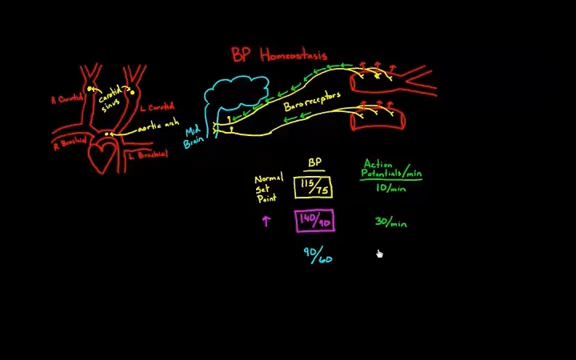 BP Homeostasis
carotid
sinus
R Carotid
L Carotid
aortic arch
R Brachial
L Brachial
Mid
Brain
Baroreceptors
BP
Action
Potentials/min
Normal
Set
Point
115/75
10/min
↑
140/90
30/min
90/60